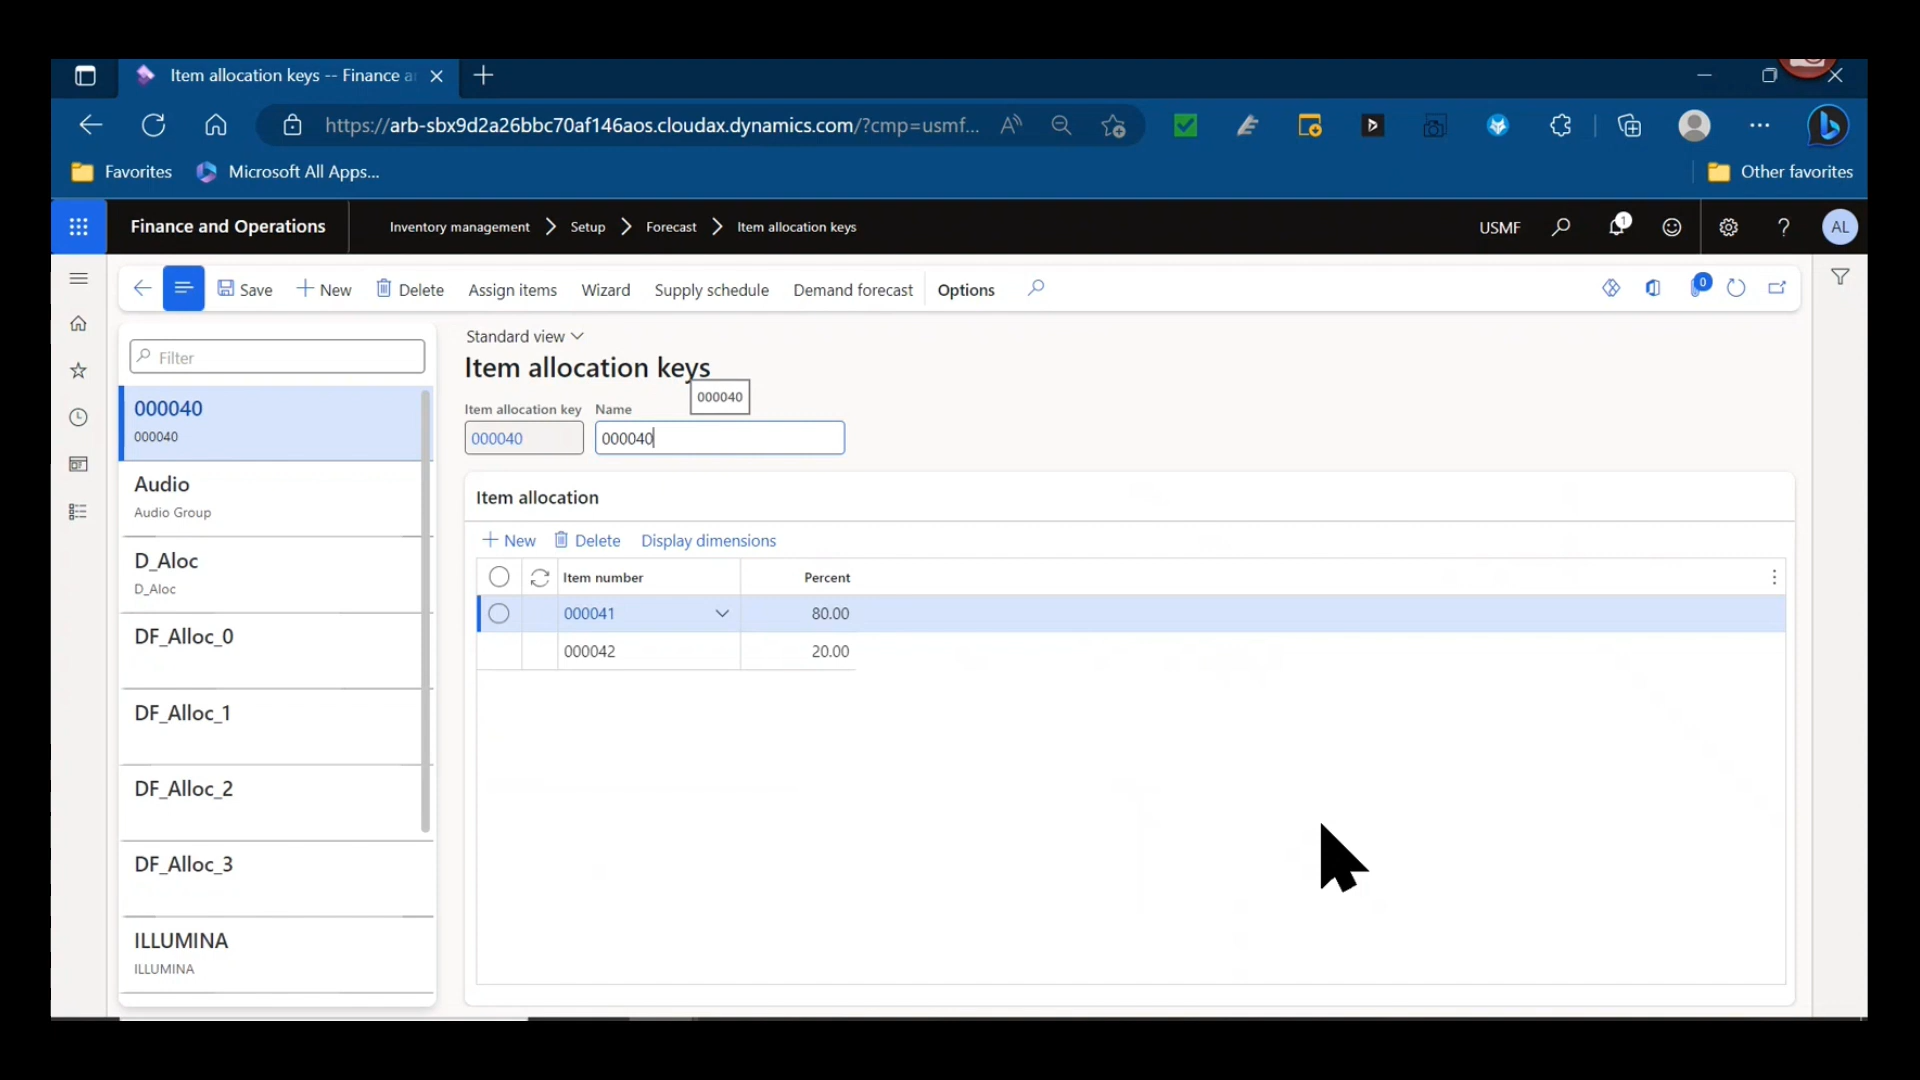 Item allocation keys -- Finance a
https://arb-sbx9d2a26bbc70af146aos.cloudax.dynamics.com/?cmp=usmf...
Favorites
Microsoft All Apps...
Other favorites
Finance and Operations
Inventory management
Setup
Forecast
Item allocation keys
USMF
1
AL
Save
New
Delete
Assign items
Wizard
Supply schedule
Demand forecast
Options
0
Filter
000040
000040
Audio
Audio Group
D_Aloc
D_Aloc
DF_Alloc_0
DF_Alloc_1
DF_Alloc_2
DF_Alloc_3
ILLUMINA
ILLUMINA
Standard view
Item allocation keys
000040
Item allocation key
Name
000040
000040
Item allocation
New
Delete
Display dimensions
Item number
Percent
000041
80.00
000042
20.00